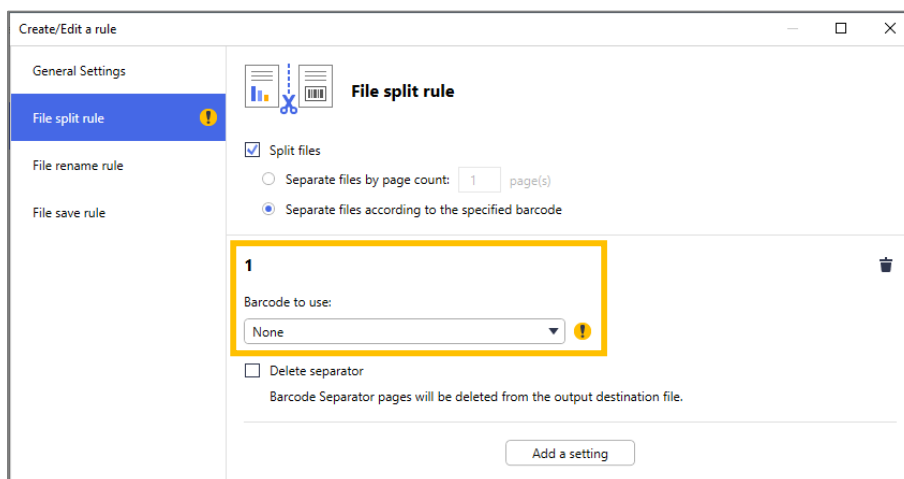 Create/Edit a rule
General Settings
File split rule
File rename rule
File save rule
File split rule
Split files
Separate files by page count: 1 page(s)
Separate files according to the specified barcode
1
Barcode to use:
None
Delete separator
Barcode Separator pages will be deleted from the output destination file.
Add a setting